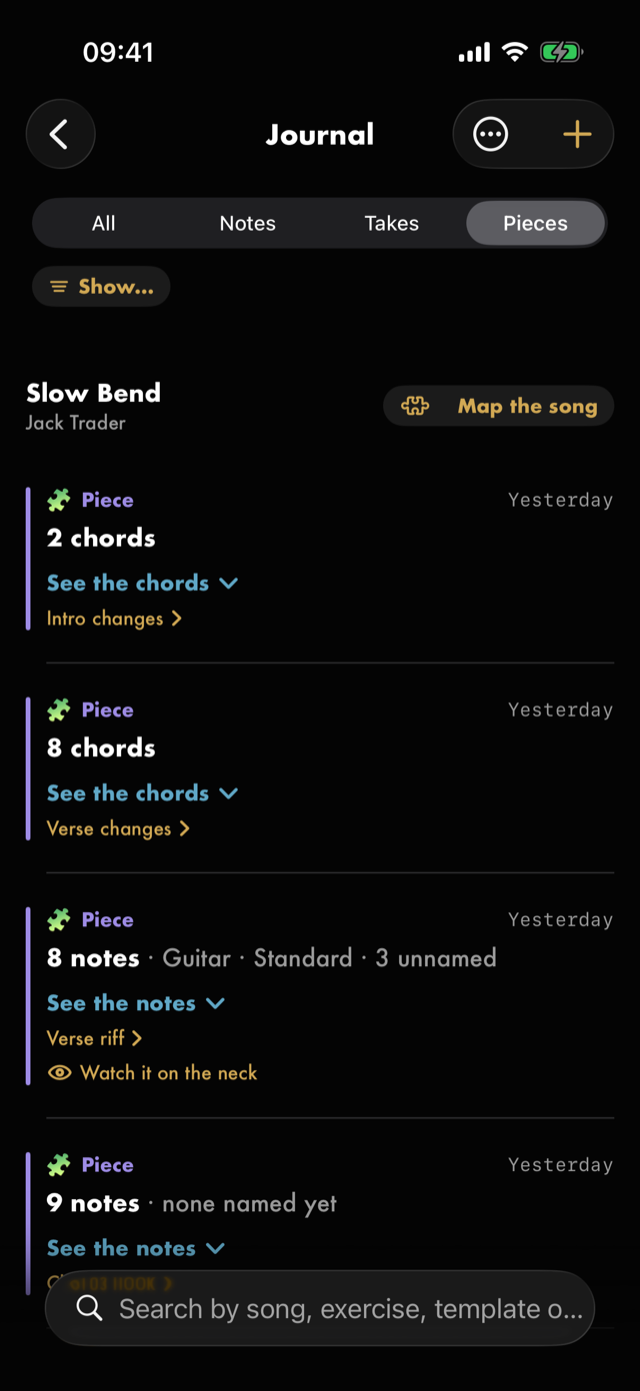 09:41
Journal
All Notes Takes Pieces
Show...
Slow Bend
Jack Trader
Map the song
Piece Yesterday
2 chords
See the chords
Intro changes
Piece Yesterday
8 chords
See the chords
Verse changes
Piece Yesterday
8 notes · Guitar · Standard · 3 unnamed
See the notes
Verse riff
Watch it on the neck
Piece Yesterday
9 notes · none named yet
See the notes
HOOK
Search by song, exercise, template o...